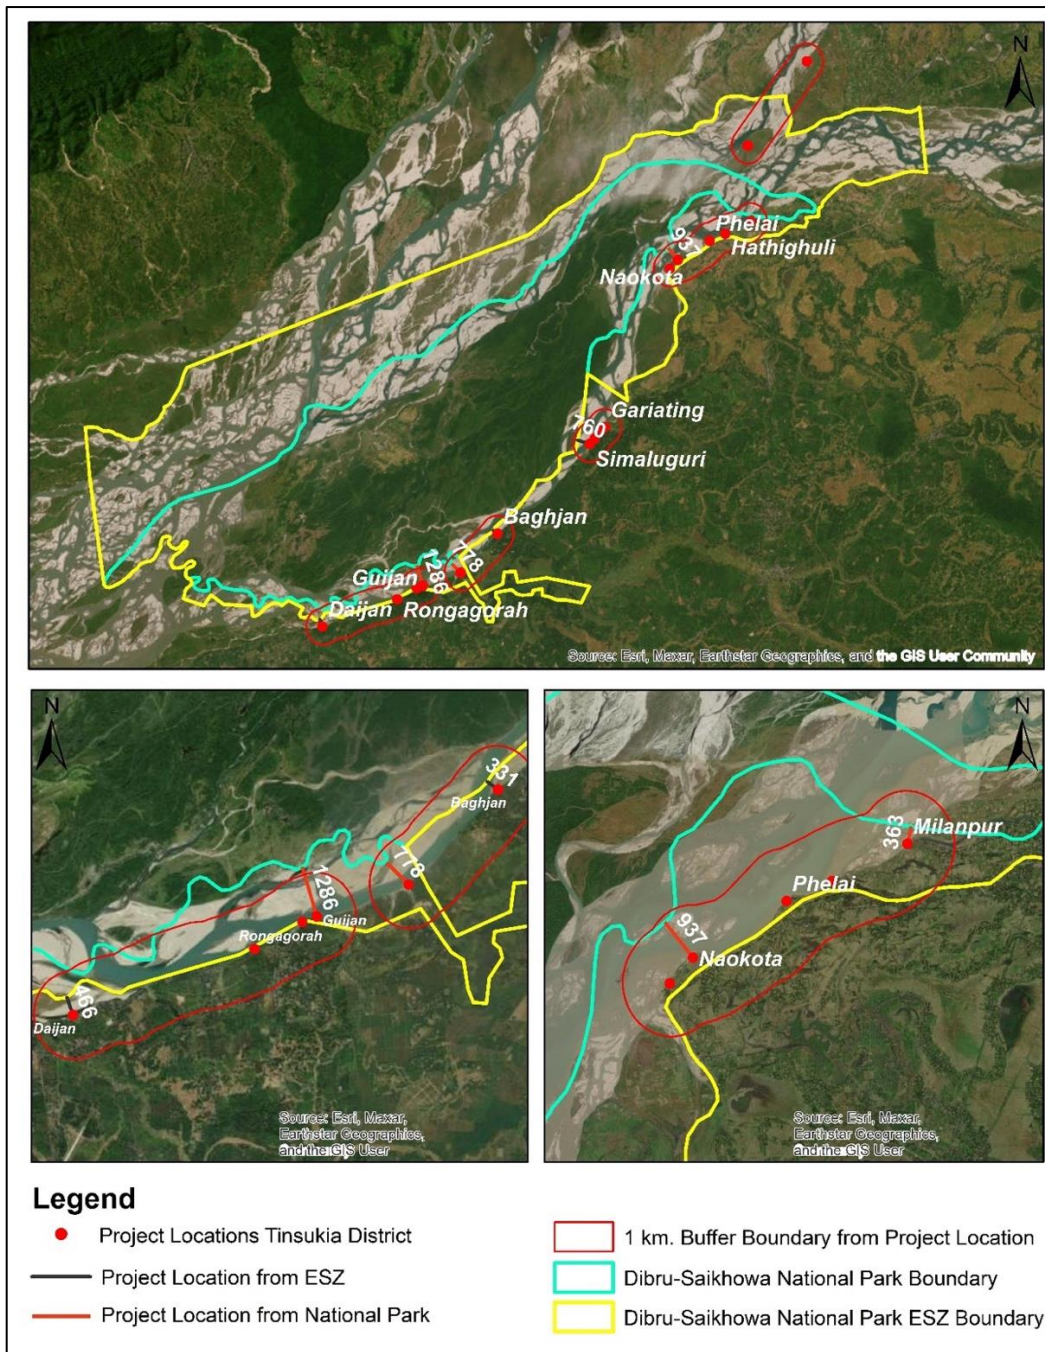 N
Phelai
937
Hathighuli
Naokota
Gariating
760
Simaluguri
Baghjan
778
1286
Guijan
Daijan Rongagorah
Source: Esri, Maxar, Earthstar Geographics, and the GIS User Community
N
331
Baghjan
778
1286
Guijan
Rongagorah
466
Daijan
Source: Esri, Maxar,
Earthstar Geographics,
and the GIS User
N
Milanpur
363
Phelai
937
Naokota
Source: Esri, Maxar,
Earthstar Geographics,
and the GIS User
Legend
Project Locations Tinsukia District
Project Location from ESZ
Project Location from National Park
1 km. Buffer Boundary from Project Location
Dibru-Saikhowa National Park Boundary
Dibru-Saikhowa National Park ESZ Boundary